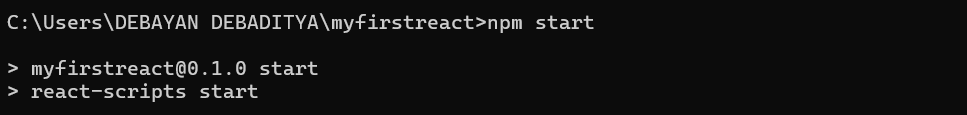 C:\Users\DEBAYAN DEBADITYA\myfirstreact>npm start
> myfirstreact@0.1.0 start
> react-scripts start